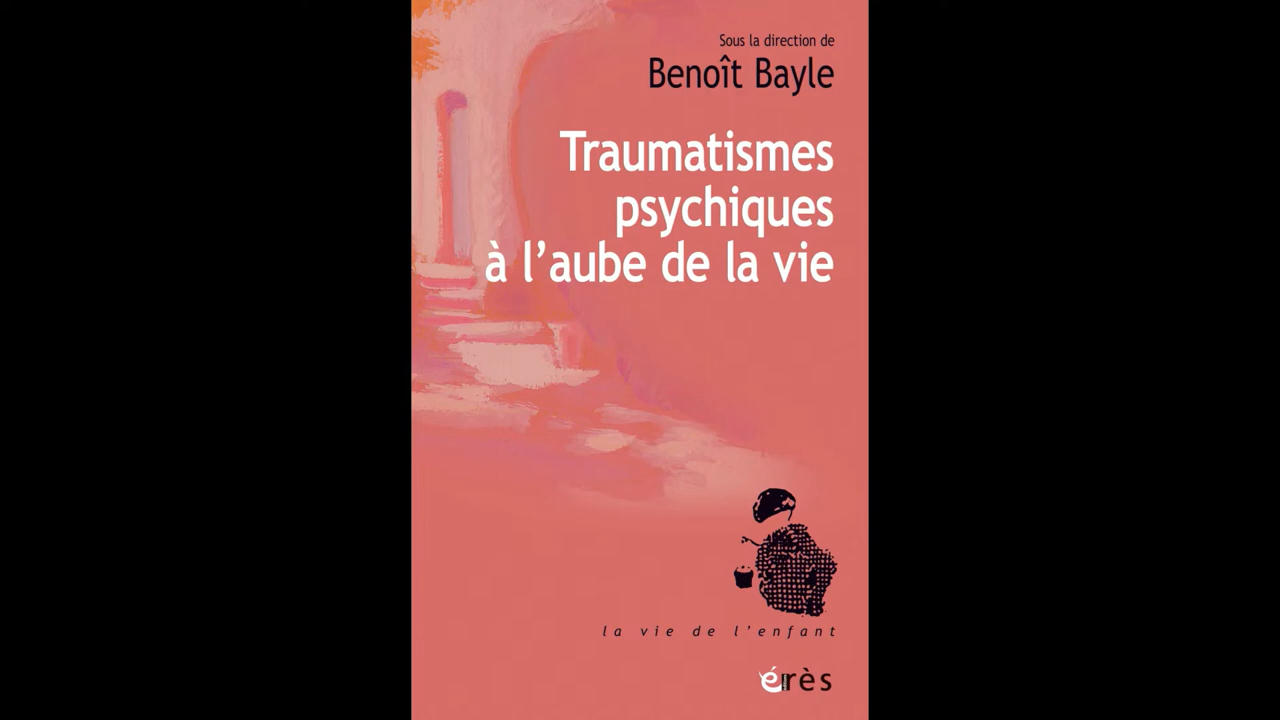 Sous la direction de
Benoît Bayle
Traumatismes
psychiques
à l’aube de la vie
la vie de l’enfant
érès